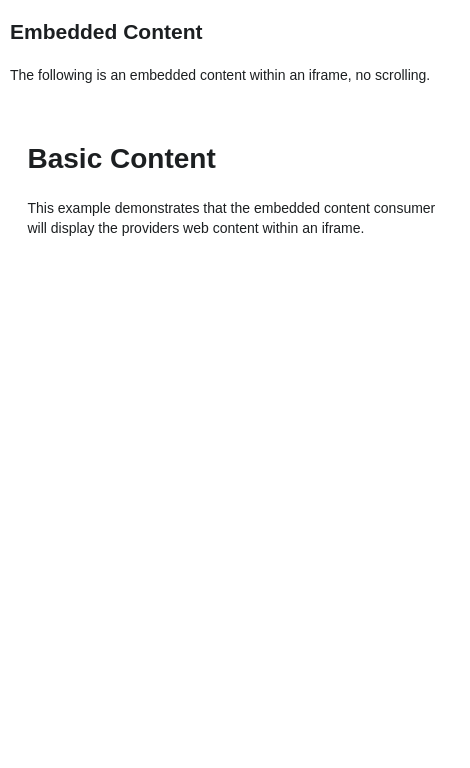 Embedded Content
The following is an embedded content within an iframe, no scrolling.
Basic Content
This example demonstrates that the embedded content consumer
will display the providers web content within an iframe.